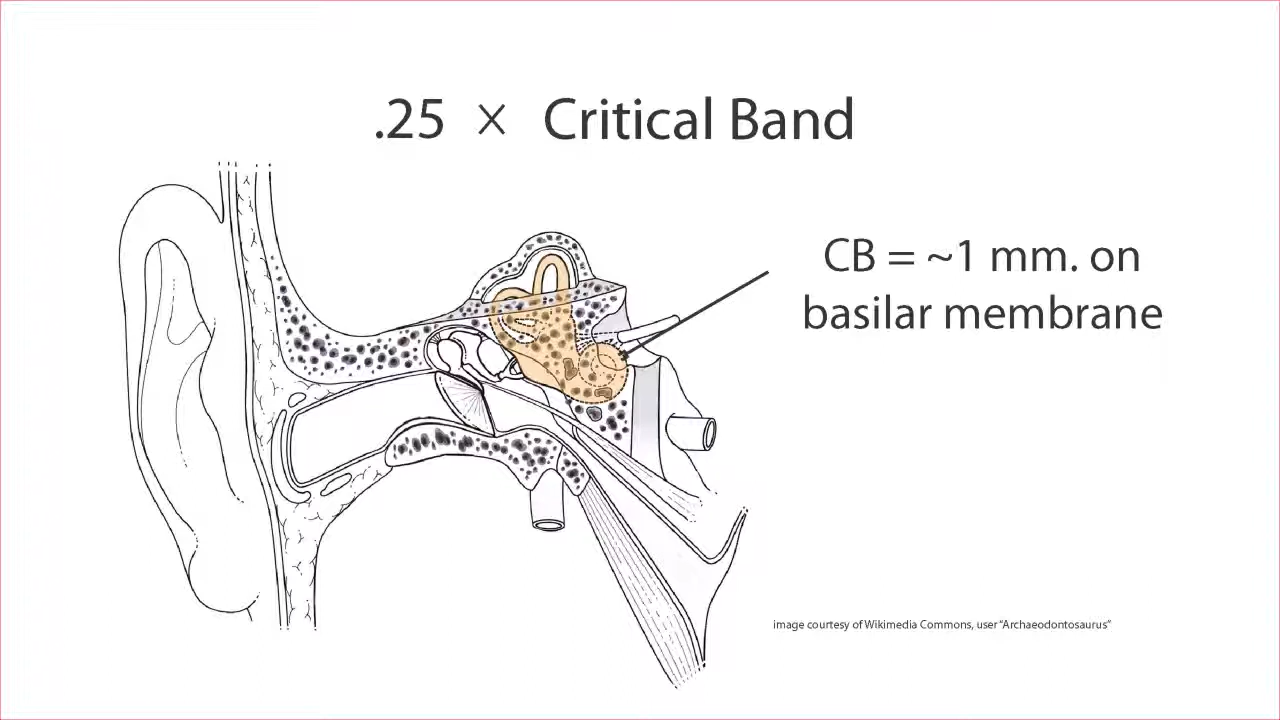 .25 × Critical Band
CB = ~1 mm. on
basilar membrane
image courtesy of Wikimedia Commons, user “Archaeodontosaurus”